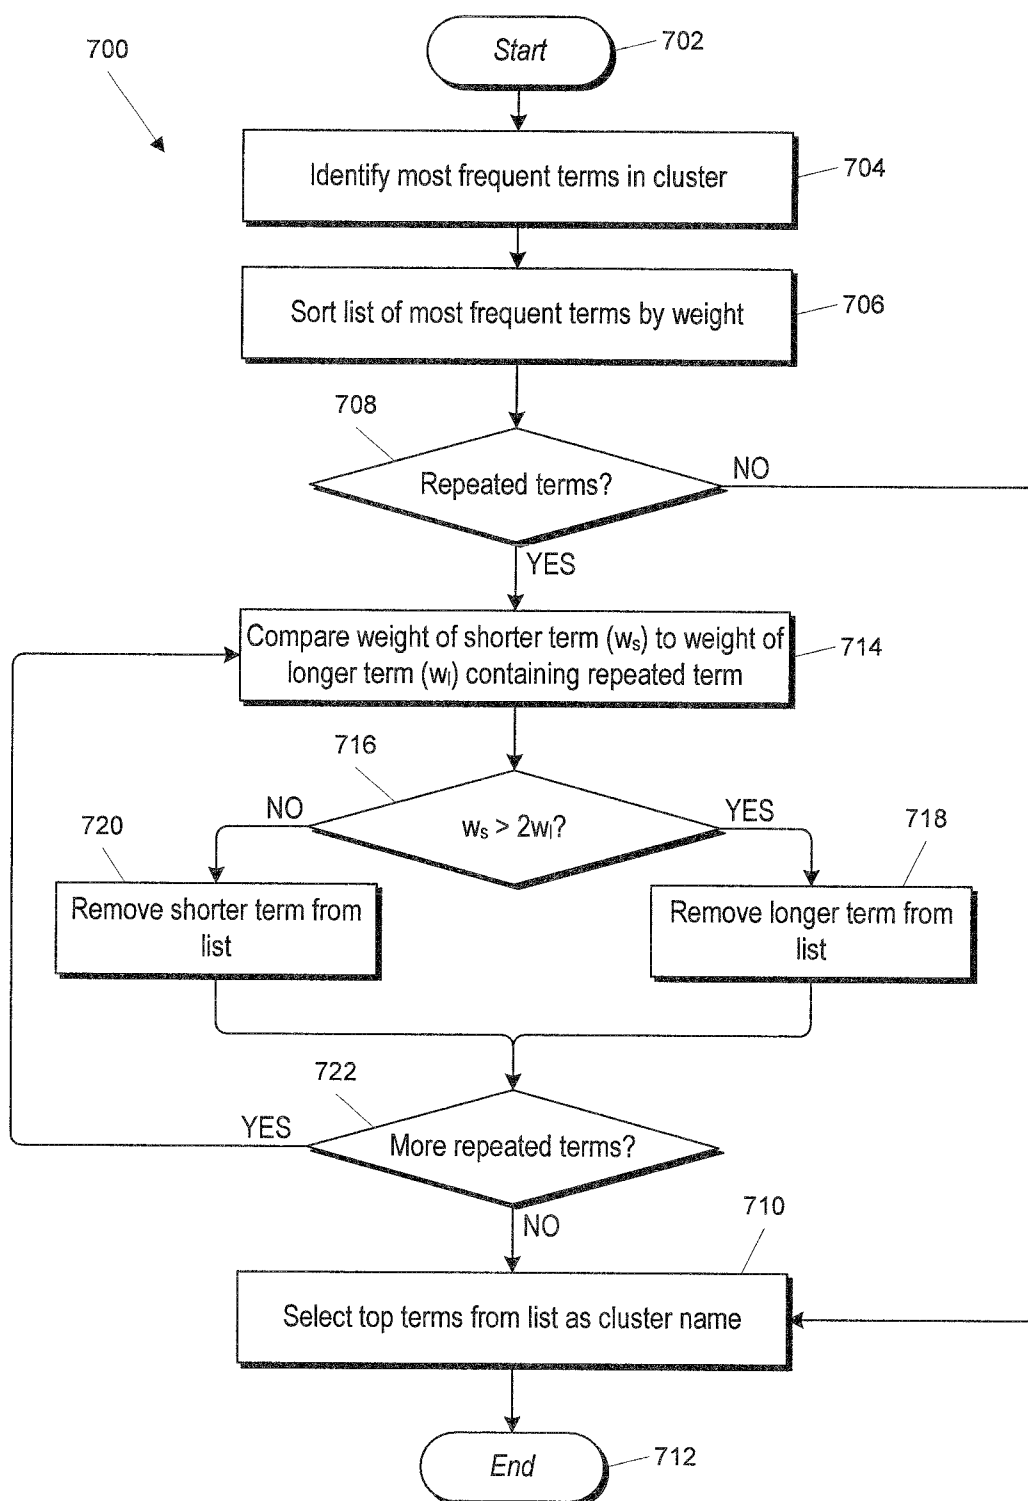 700
Start
702
Identify most frequent terms in cluster
704
Sort list of most frequent terms by weight
706
708
Repeated terms?
NO
YES
Compare weight of shorter term (wₛ) to weight of
longer term (wₗ) containing repeated term
714
716
wₛ > 2wₗ?
NO
YES
720
718
Remove shorter term from
list
Remove longer term from
list
722
More repeated terms?
YES
NO
710
Select top terms from list as cluster name
End
712